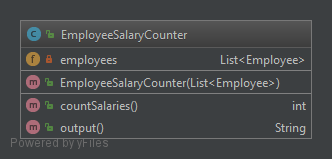 C EmployeeSalaryCounter
f employees List<Employee>
m EmployeeSalaryCounter(List<Employee>)
m countSalaries() int
m output() String
Powered by yFiles